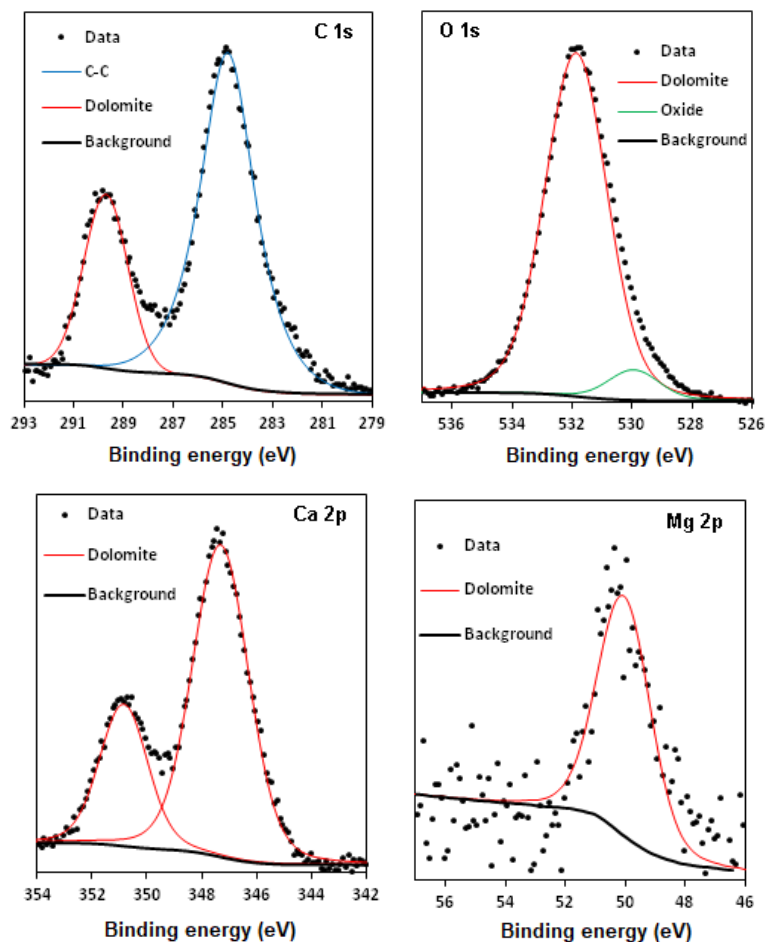 C 1s
Data
C-C
Dolomite
Background
293 291 289 287 285 283 281 279
Binding energy (eV)
O 1s
Data
Dolomite
Oxide
Background
536 534 532 530 528 526
Binding energy (eV)
Ca 2p
Data
Dolomite
Background
354 352 350 348 346 344 342
Binding energy (eV)
Mg 2p
Data
Dolomite
Background
56 54 52 50 48 46
Binding energy (eV)